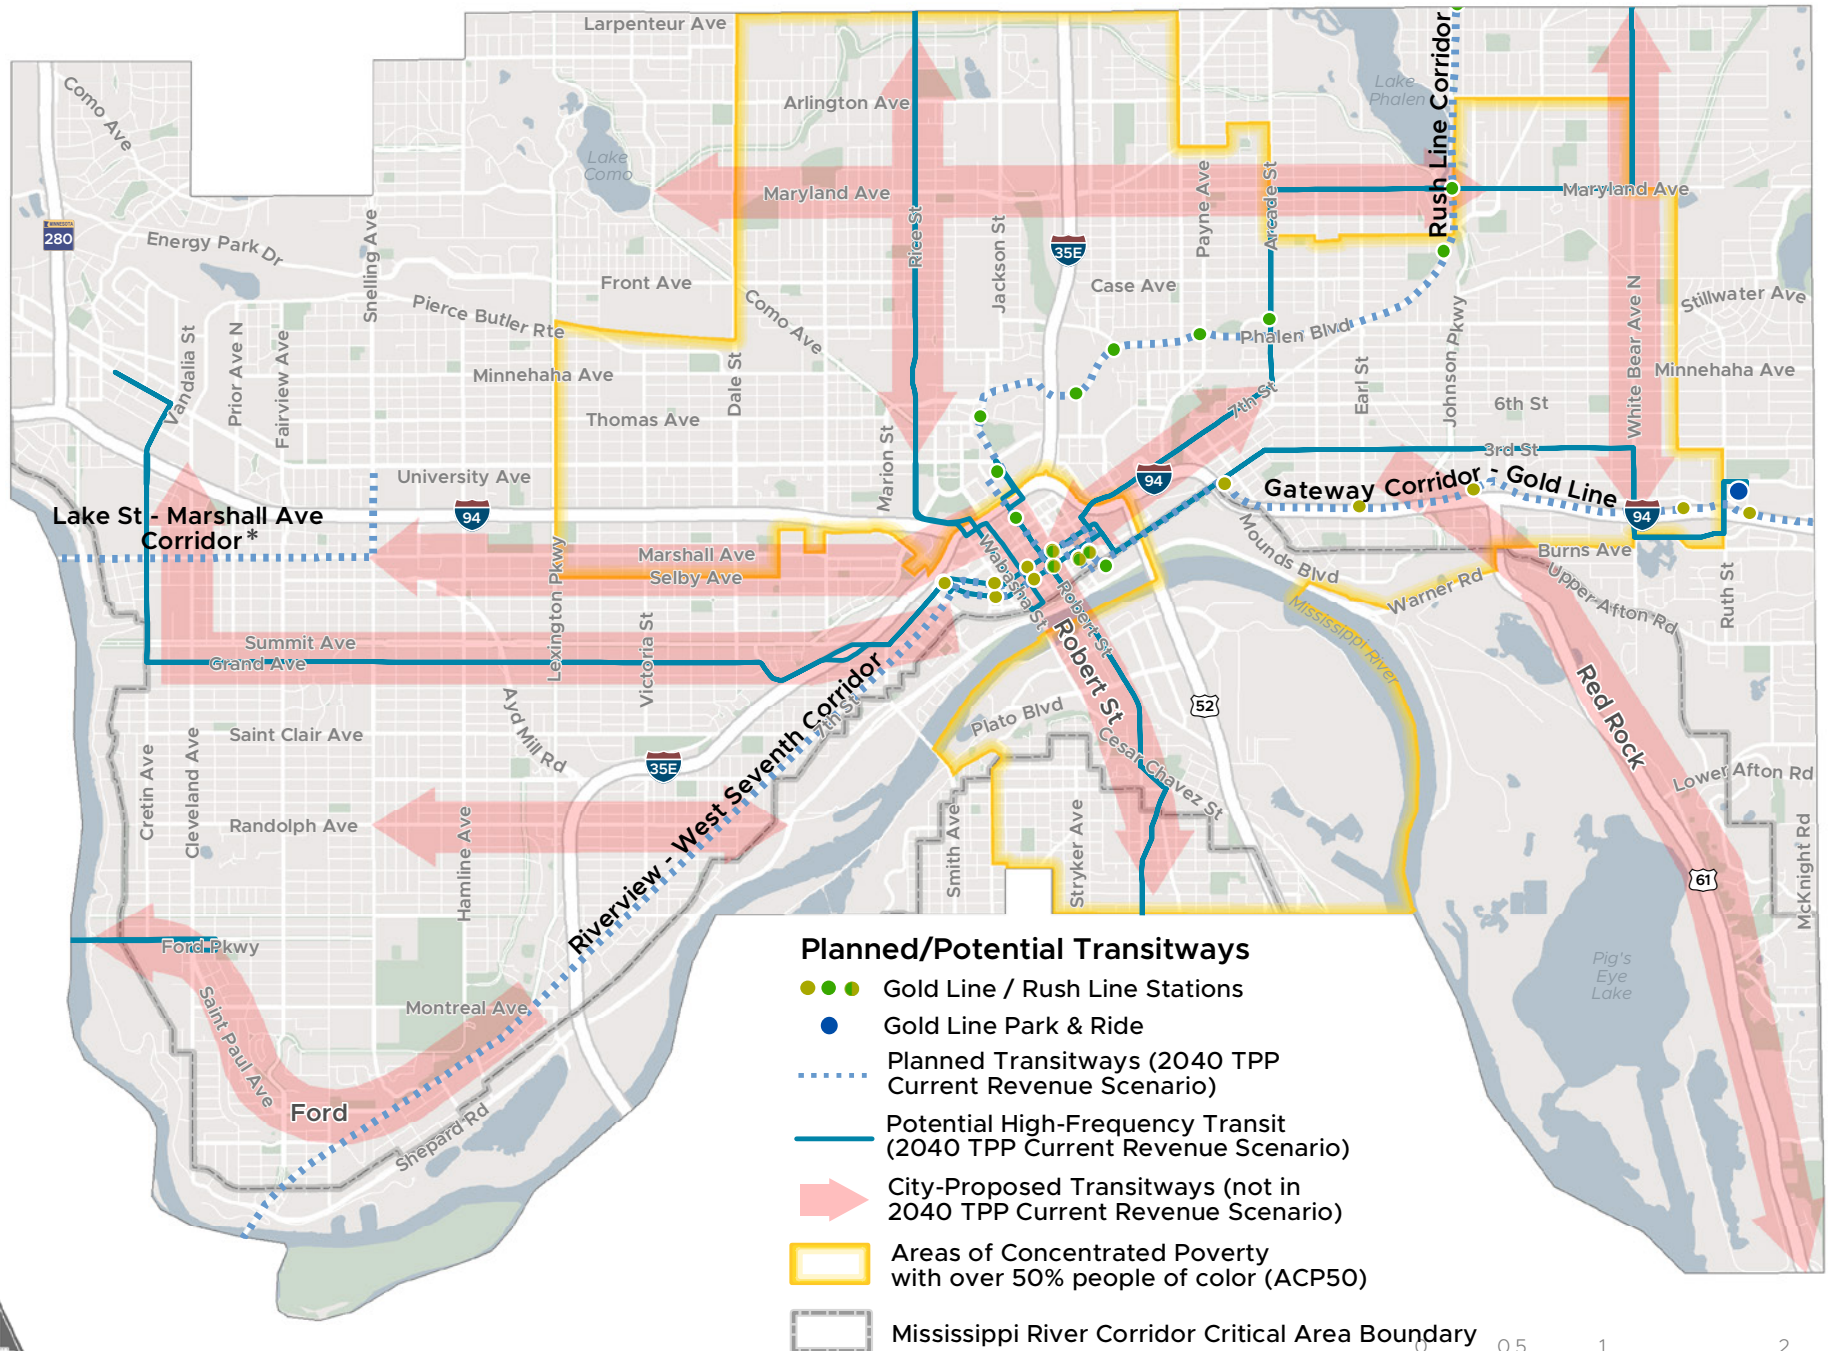 Larpenteur Ave
Como Ave
Arlington Ave
Lake
Phalen
Rush Line Corridor
Lake
Como
Maryland Ave
Maryland Ave
Payne Ave
Arcade St
Rice St
Jackson St
Snelling Ave
MINNESOTA
280
Energy Park Dr
35E
Front Ave
Case Ave
Stillwater Ave
Pierce Butler Rte
Como Ave
Phalen Blvd
Johnson Pkwy
White Bear Ave N
Vandalia St
Prior Ave N
Fairview Ave
Minnehaha Ave
Dale St
Earl St
Minnehaha Ave
Thomas Ave
7th St
6th St
Marion St
3rd St
University Ave
94
Gateway Corridor - Gold Line
94
94
Lake St - Marshall Ave
Corridor*
Marshall Ave
Selby Ave
Lexington Pkwy
Wabasha St
Robert St
Mounds Blvd
Burns Ave
Warner Rd
Upper Afton Rd
Ruth St
Mississippi River
Summit Ave
Grand Ave
Victoria St
Robert St
Red Rock
Ayd Mill Rd
7th St
Plato Blvd
52
Saint Clair Ave
Riverview - West Seventh Corridor
Cesar Chavez St
Cretin Ave
Cleveland Ave
35E
Lower Afton Rd
Randolph Ave
Hamline Ave
Smith Ave
Stryker Ave
McKnight Rd
61
Ford Pkwy
Pig's
Eye
Lake
Saint Paul Ave
Montreal Ave
Ford
Shepard Rd
Planned/Potential Transitways
Gold Line / Rush Line Stations
Gold Line Park & Ride
Planned Transitways (2040 TPP
Current Revenue Scenario)
Potential High-Frequency Transit
(2040 TPP Current Revenue Scenario)
City-Proposed Transitways (not in
2040 TPP Current Revenue Scenario)
Areas of Concentrated Poverty
with over 50% people of color (ACP50)
Mississippi River Corridor Critical Area Boundary
0 0.5 1 2